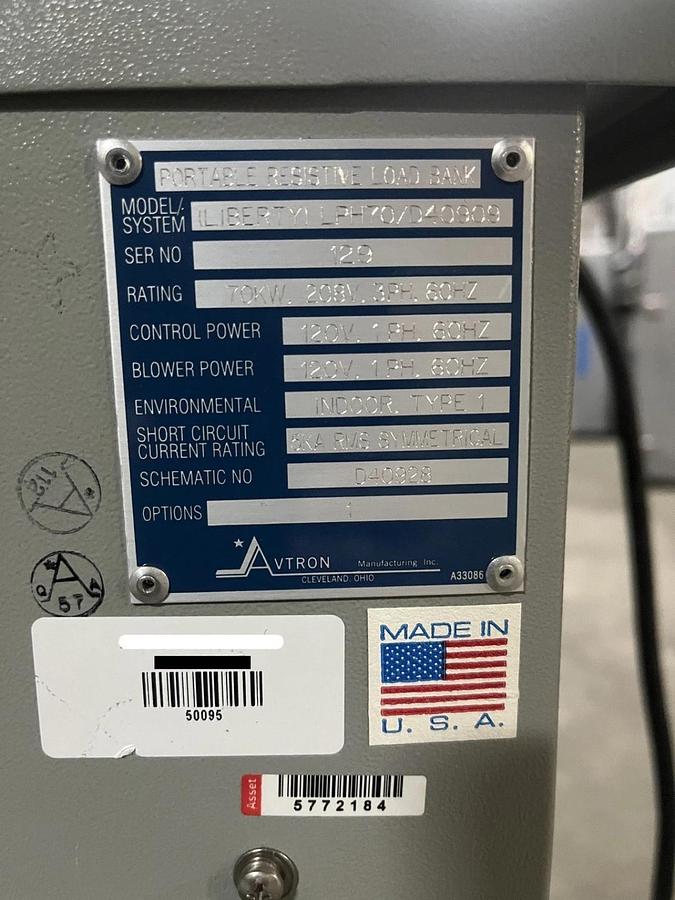 PORTABLE RESISTIVE LOAD BANK
MODEL/
SYSTEM (LIBERTY) LPH70/D40909
SER NO 129
RATING 70KW, 208V, 3PH, 60HZ
CONTROL POWER 120V, 1PH, 60HZ
BLOWER POWER 120V, 1PH, 60HZ
ENVIRONMENTAL INDOOR, TYPE 1
SHORT CIRCUIT
CURRENT RATING 5KA RMS SYMMETRICAL
SCHEMATIC NO D40928
OPTIONS 1
AVTRON Manufacturing Inc.
CLEVELAND, OHIO A33086
112
A
Q A
57
50095
MADE IN
U. S. A.
Asset
5772184